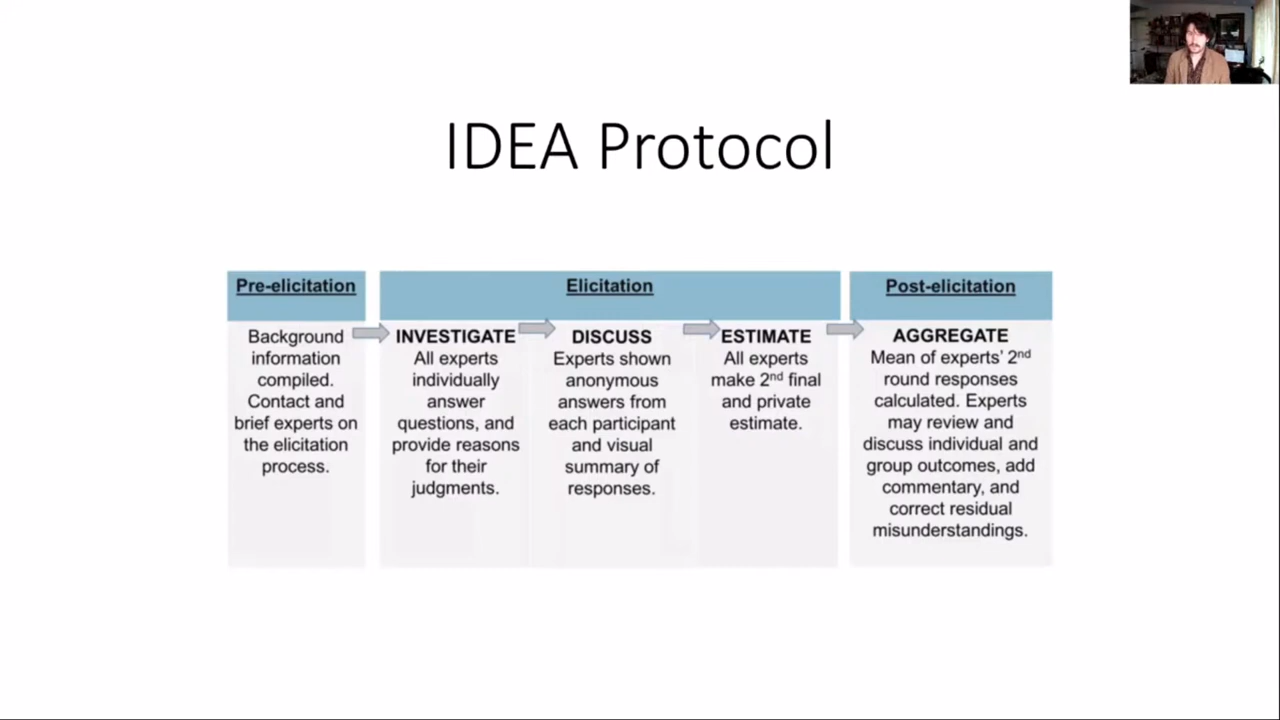 IDEA Protocol
Pre-elicitation
Background
information
compiled.
Contact and
brief experts on
the elicitation
process.
Elicitation
INVESTIGATE
All experts
individually
answer
questions, and
provide reasons
for their
judgments.
DISCUSS
Experts shown
anonymous
answers from
each participant
and visual
summary of
responses.
ESTIMATE
All experts
make 2nd final
and private
estimate.
Post-elicitation
AGGREGATE
Mean of experts' 2nd
round responses
calculated. Experts
may review and
discuss individual and
group outcomes, add
commentary, and
correct residual
misunderstandings.